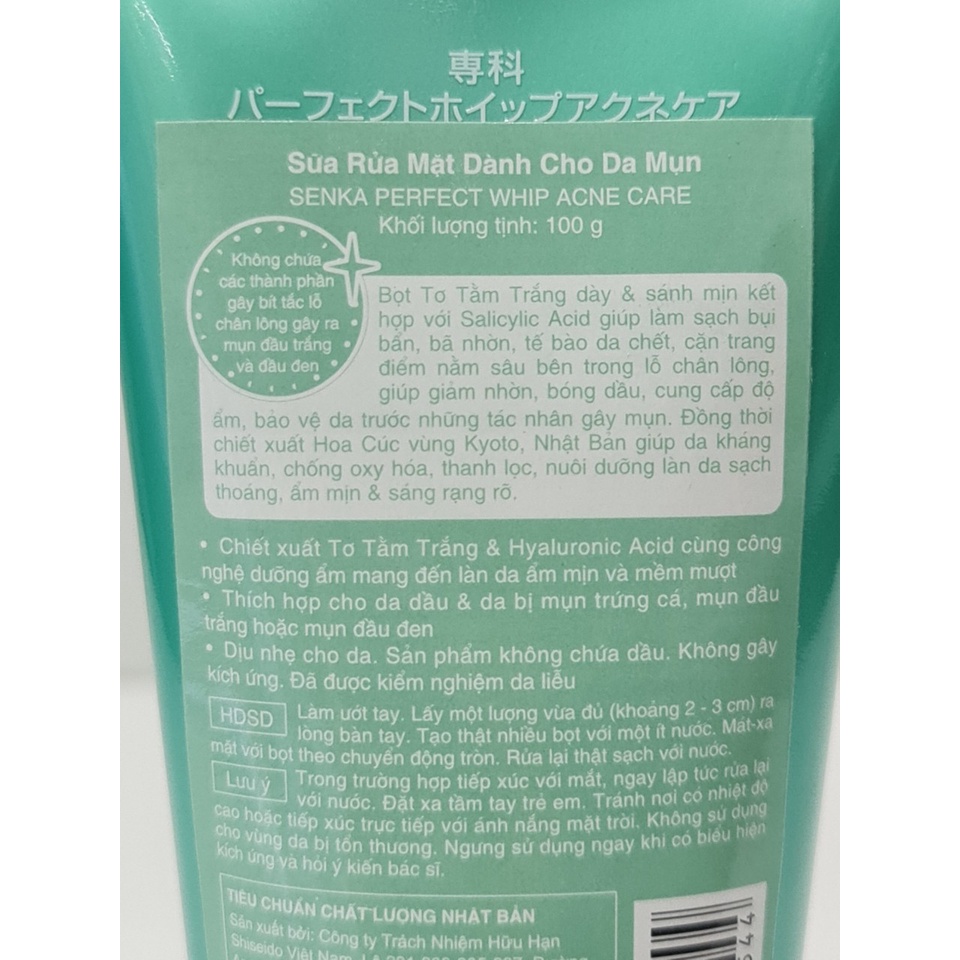 専科
パーフェクトホイップアクネケア
Sữa Rửa Mặt Dành Cho Da Mụn
SENKA PERFECT WHIP ACNE CARE
Khối lượng tịnh: 100 g
Không chứa
các thành phần
gây bít tắc lỗ
chân lông gây ra
mụn đầu trắng
và đầu đen
Bọt Tơ Tằm Trắng dày & sánh mịn kết
hợp với Salicylic Acid giúp làm sạch bụi
bẩn, bã nhờn, tế bào da chết, cặn trang
điểm nằm sâu bên trong lỗ chân lông,
giúp giảm nhờn, bóng dầu, cung cấp độ
ẩm, bảo vệ da trước những tác nhân gây mụn. Đồng thời
chiết xuất Hoa Cúc vùng Kyoto, Nhật Bản giúp da kháng
khuẩn, chống oxy hóa, thanh lọc, nuôi dưỡng làn da sạch
thoáng, ẩm mịn & sáng rạng rỡ.
• Chiết xuất Tơ Tằm Trắng & Hyaluronic Acid cùng công
nghệ dưỡng ẩm mang đến làn da ẩm mịn và mềm mượt
• Thích hợp cho da dầu & da bị mụn trứng cá, mụn đầu
trắng hoặc mụn đầu đen
• Dịu nhẹ cho da. Sản phẩm không chứa dầu. Không gây
kích ứng. Đã được kiểm nghiệm da liễu
HDSD Làm ướt tay. Lấy một lượng vừa đủ (khoảng 2 - 3 cm) ra
lòng bàn tay. Tạo thật nhiều bọt với một ít nước. Mát-xa
mặt với bọt theo chuyển động tròn. Rửa lại thật sạch với nước.
Lưu ý Trong trường hợp tiếp xúc với mắt, ngay lập tức rửa lại
với nước. Đặt xa tầm tay trẻ em. Tránh nơi có nhiệt độ
cao hoặc tiếp xúc trực tiếp với ánh nắng mặt trời. Không sử dụng
cho vùng da bị tổn thương. Ngưng sử dụng ngay khi có biểu hiện
kích ứng và hỏi ý kiến bác sĩ.
TIÊU CHUẨN CHẤT LƯỢNG NHẬT BẢN
Sản xuất bởi: Công ty Trách Nhiệm Hữu Hạn
Shiseido Việt Nam